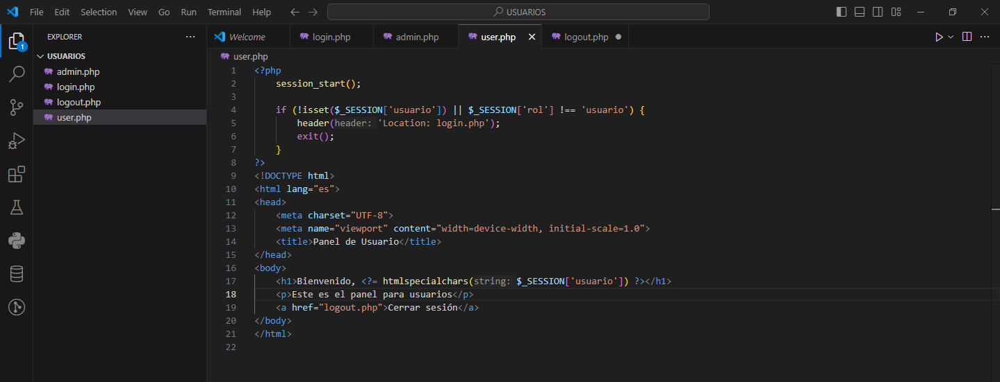 File Edit Selection View Go Run Terminal Help USUARIOS
EXPLORER ...
Welcome login.php admin.php user.php logout.php
1
USUARIOS
admin.php
login.php
logout.php
user.php
user.php
1 <?php
2 session_start();
3
4 if (!isset($_SESSION['usuario']) || $_SESSION['rol'] !== 'usuario') {
5 header(header: 'Location: login.php');
6 exit();
7 }
8 ?>
9 <!DOCTYPE html>
10 <html lang="es">
11 <head>
12 <meta charset="UTF-8">
13 <meta name="viewport" content="width=device-width, initial-scale=1.0">
14 <title>Panel de Usuario</title>
15 </head>
16 <body>
17 <h1>Bienvenido, <?= htmlspecialchars(string: $_SESSION['usuario']) ?></h1>
18 <p>Este es el panel para usuarios</p>
19 <a href="logout.php">Cerrar sesión</a>
20 </body>
21 </html>
22